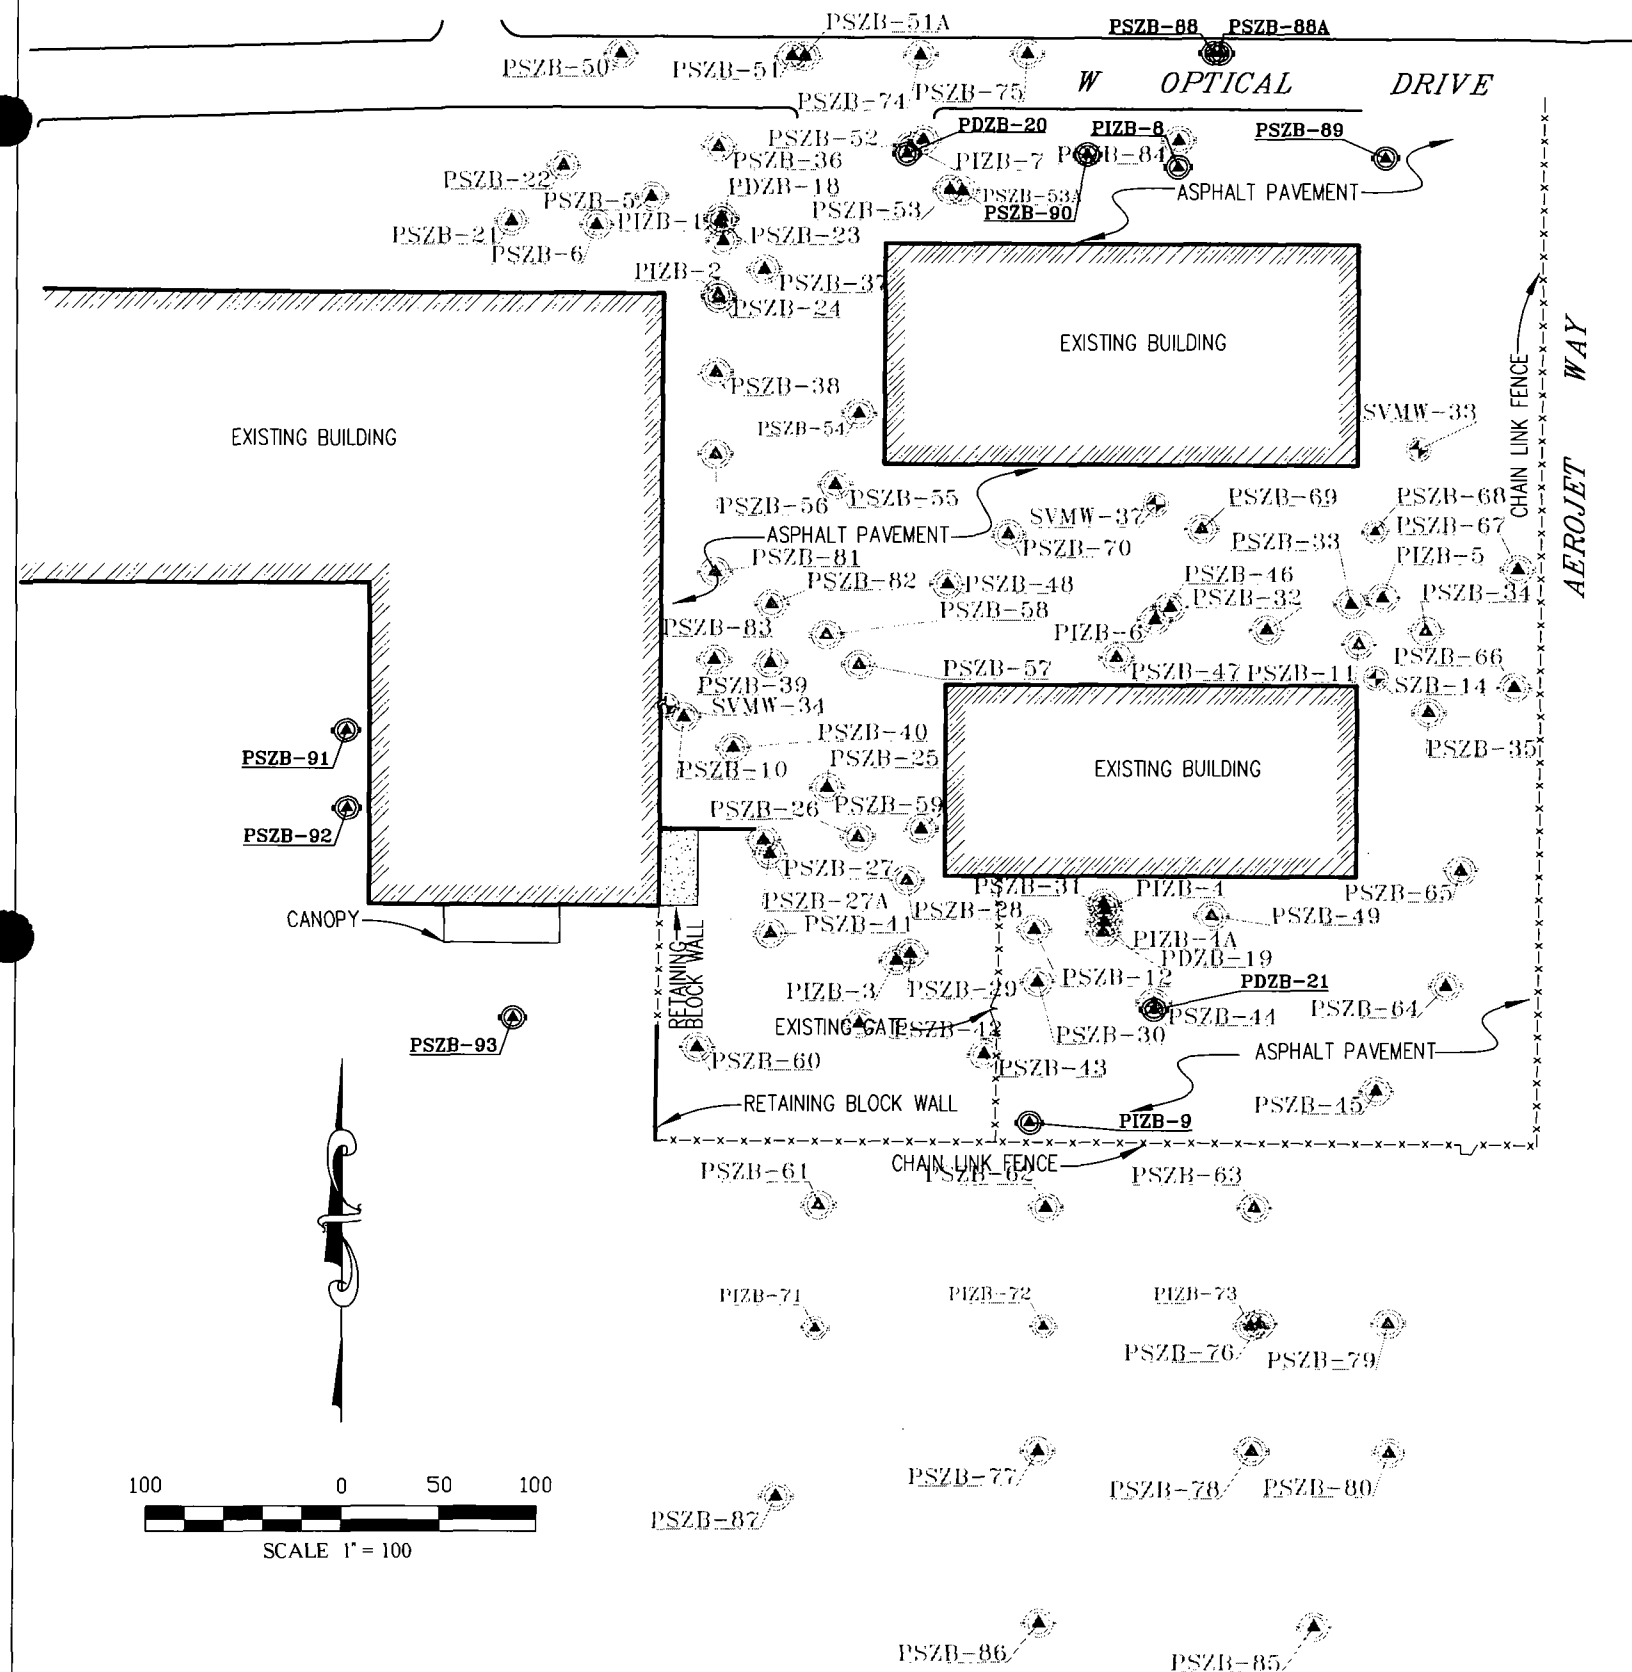 PSZB-51A
PSZB-88
PSZB-88A
PSZB-50
PSZB-51
W OPTICAL DRIVE
PSZB-74
PSZB-75
PDZB-20
PIZB-8
PSZB-89
PSZB-52
PSZB-36
PIZB-7
PSZB-84
PSZB-22
PDZB-18
PSZB-5
PSZB-53A
ASPHALT PAVEMENT
PIZB-1
PSZB-53
PSZB-90
PSZB-21
PSZB-23
PSZB-6
PIZB-2
PSZB-37
PSZB-24
EXISTING BUILDING
AEROJET WAY
CHAIN LINK FENCE
PSZB-38
SVMW-33
PSZB-54
EXISTING BUILDING
PSZB-55
PSZB-69
PSZB-68
PSZB-56
SVMW-37
PSZB-67
ASPHALT PAVEMENT
PSZB-70
PSZB-33
PIZB-5
PSZB-81
PSZB-82
PSZB-48
PSZB-46
PSZB-34
PSZB-58
PSZB-32
PSZB-83
PIZB-6
PSZB-66
PSZB-57
PSZB-47
PSZB-11
PSZB-39
SZB-14
SVMW-34
PSZB-40
PSZB-35
PSZB-91
PSZB-10
PSZB-25
EXISTING BUILDING
PSZB-26
PSZB-59
PSZB-92
PSZB-27
PSZB-31
PIZB-4
PSZB-65
PSZB-27A
PSZB-28
PSZB-49
CANOPY
PSZB-41
PIZB-4A
RETAINING
BLOCK WALL
PDZB-19
PIZB-3
PSZB-29
PSZB-12
PDZB-21
PSZB-64
EXISTING GATE
PSZB-42
PSZB-44
PSZB-30
PSZB-93
PSZB-60
PSZB-43
ASPHALT PAVEMENT
RETAINING BLOCK WALL
PSZB-45
PIZB-9
CHAIN LINK FENCE
PSZB-61
PSZB-62
PSZB-63
PIZB-71
PIZB-72
PIZB-73
PSZB-76
PSZB-79
PSZB-77
PSZB-78
PSZB-80
100 0 50 100
PSZB-87
SCALE 1" = 100
PSZB-86
PSZB-85